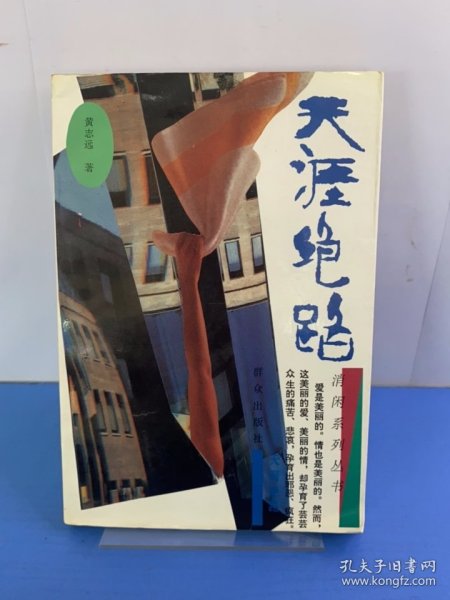 黄志远 著
天涯绝路
消闲系列丛书
爱是美丽的。情也是美丽的。然而,
这美丽的爱、美丽的情,却孕育了芸芸
众生的痛苦、悲哀,孕育出邪恶、疯狂。
群众出版社
孔夫子旧书网
www.kongfz.com